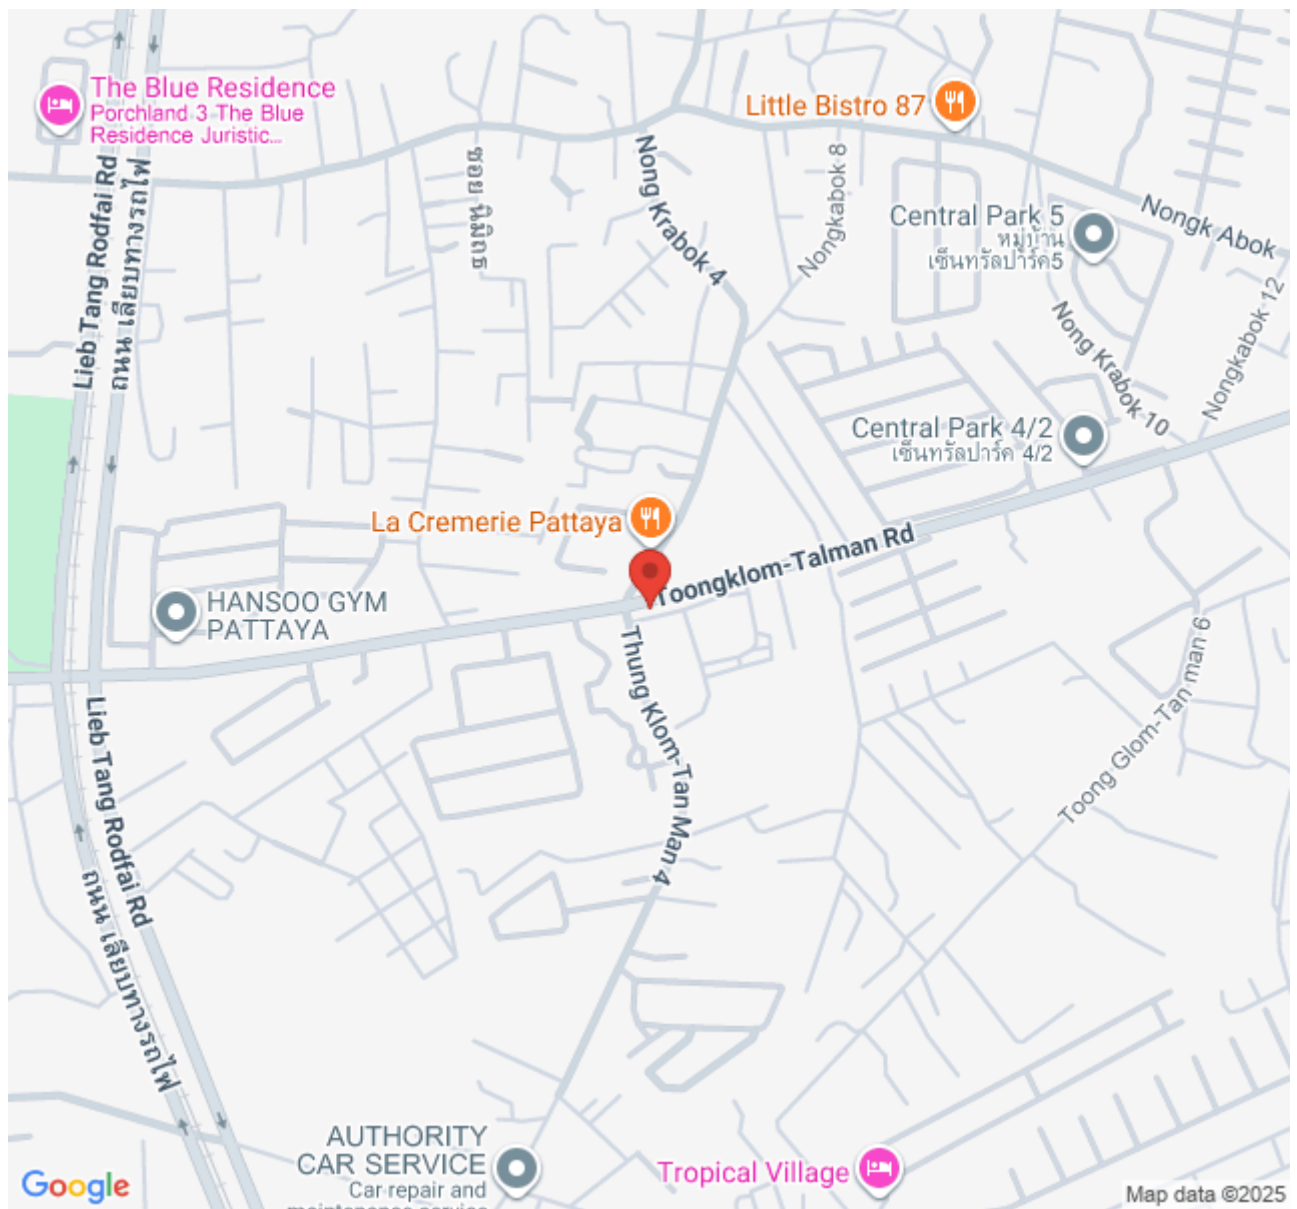 The Blue Residence
Porchland 3 The Blue
Residence Juristic...
Little Bistro 87
Nong Krabok 4
Nongkabok 8
ซอย นิมิถธ
Central Park 5
หมู่บ้าน
เซ็นทรัลปาร์ค5
Nongk Abok
Nongkabok 12
Lieb Tang Rodfai Rd
ถนน เลียบทางรถไฟ
Nong Krabok 10
Central Park 4/2
เซ็นทรัลปาร์ค 4/2
La Cremerie Pattaya
Toongklom-Talman Rd
HANSOO GYM
PATTAYA
Thung Klom-Tan Man 4
Toong Glom-Tan man 6
Lieb Tang Rodfai Rd
ถนน เลียบทางรถไฟ
AUTHORITY
CAR SERVICE
Car repair and
maintenance service
Tropical Village
Google
Map data ©2025